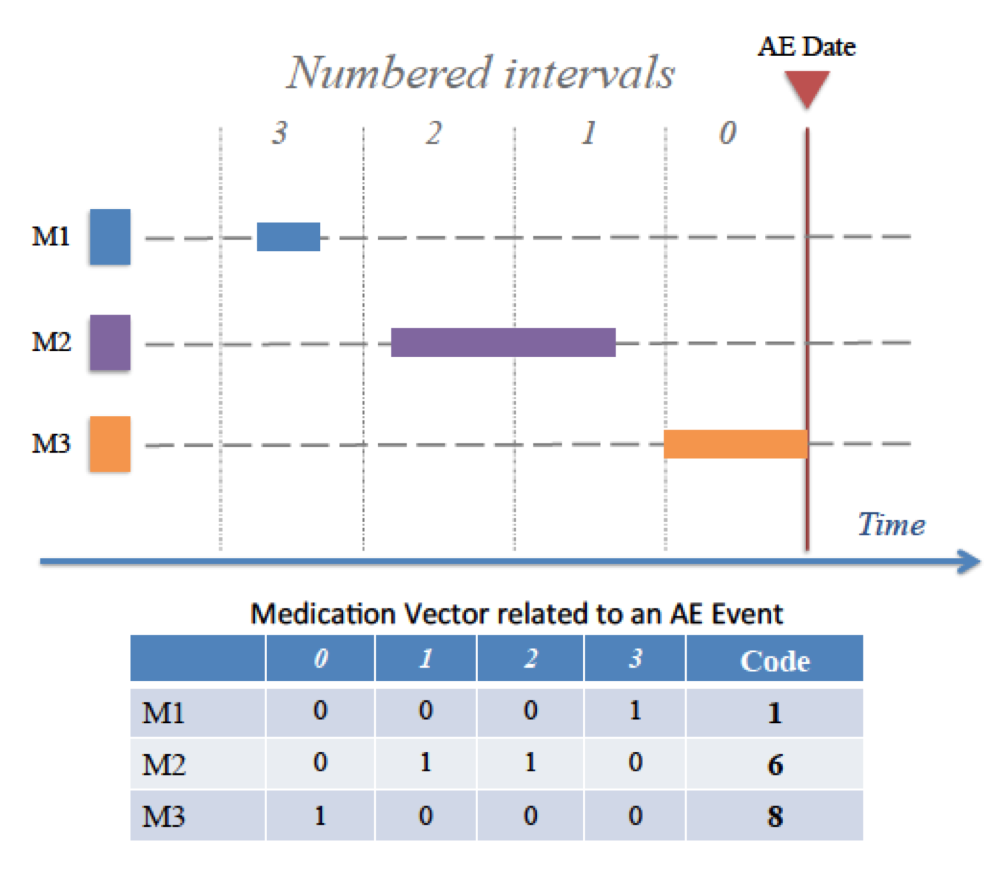 AE Date
Numbered intervals
3 2 1 0
M1
M2
M3
Time
Medication Vector related to an AE Event
0 1 2 3 Code
M1 0 0 0 1 1
M2 0 1 1 0 6
M3 1 0 0 0 8